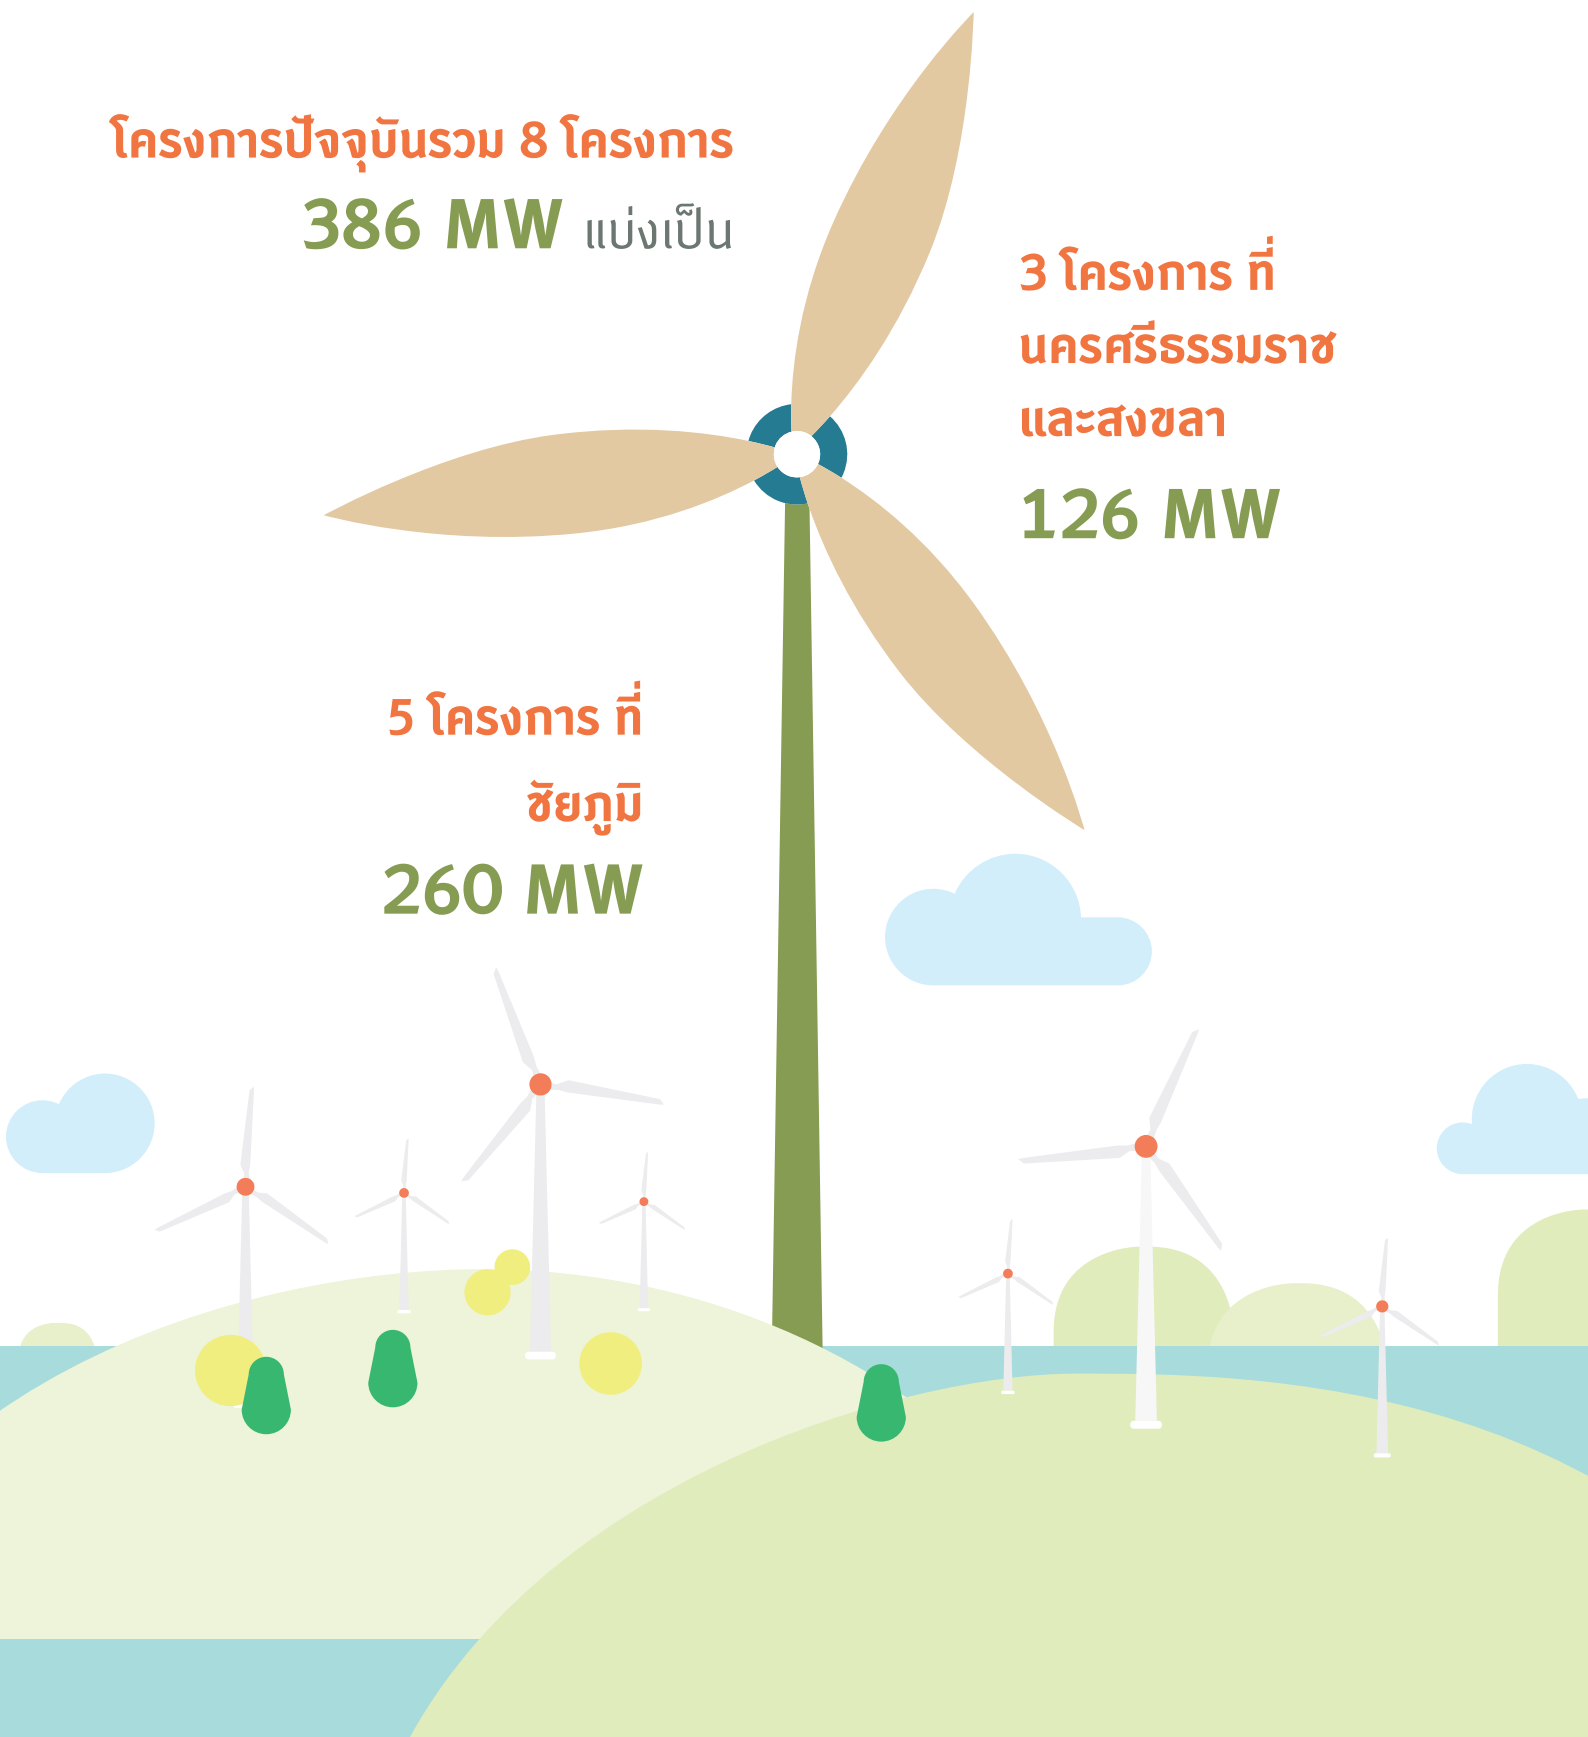 โครงการปัจจุบันรวม 8 โครงการ
386 MW แบ่งเป็น
3 โครงการ ที่
นครศรีธรรมราช
และสงขลา
126 MW
5 โครงการ ที่
ชัยภูมิ
260 MW